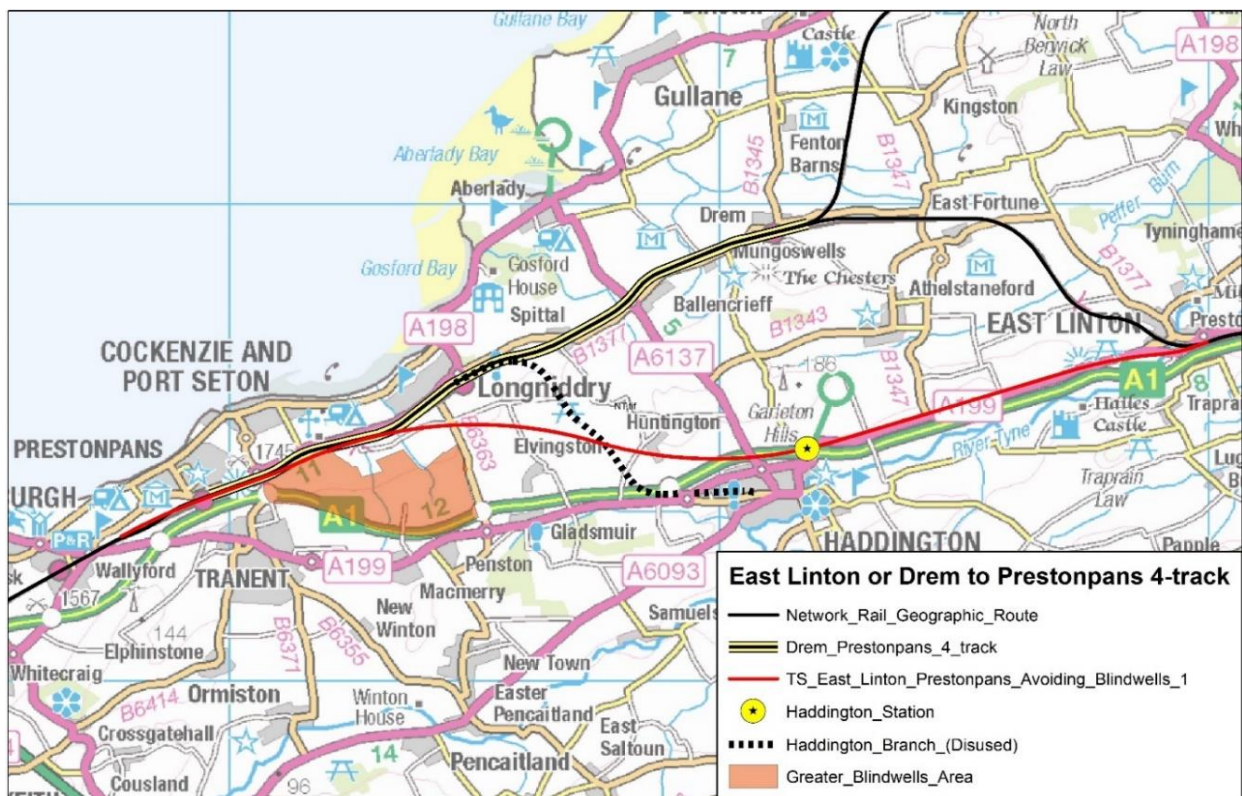 Gullane Bay
Castle
North
Berwick
Law
A198
7
Gullane
Kingston
Fenton
Barns
B1345
B1347
Aberlady Bay
Aberlady
East Fortune
Peffer Burn
Drem
Tyninghame
Mungoswells
Gosford Bay
Gosford
House
The Chesters
Athelstaneford
B1377
Spittal
Ballencrieff
A198
B1377
5
B1343
EAST LINTON
COCKENZIE AND
PORT SETON
A6137
186
B1347
A1
8
Longniddry
Garleton
Hills
A199
Hailes
Castle
Huntington
PRESTONPANS
1745
Elvingston
B6363
River Tyne
11
Traprain
Law
A1
12
P&R
Gladsmuir
HADDINGTON
Papple
Wallyford
TRANENT
A199
Penston
A6093
Macmerry
1567
New
Winton
Samuels
144
Elphinstone
B6371
B6355
Whitecraig
New Town
Ormiston
Winton
House
Easter
Pencaitland
B6414
Crossgatehall
East
Saltoun
14
Cousland
96
Pencaitland
East Linton or Drem to Prestonpans 4-track
Network_Rail_Geographic_Route
Drem_Prestonpans_4_track
TS_East_Linton_Prestonpans_Avoiding_Blindwells_1
Haddington_Station
Haddington_Branch_(Disused)
Greater_Blindwells_Area